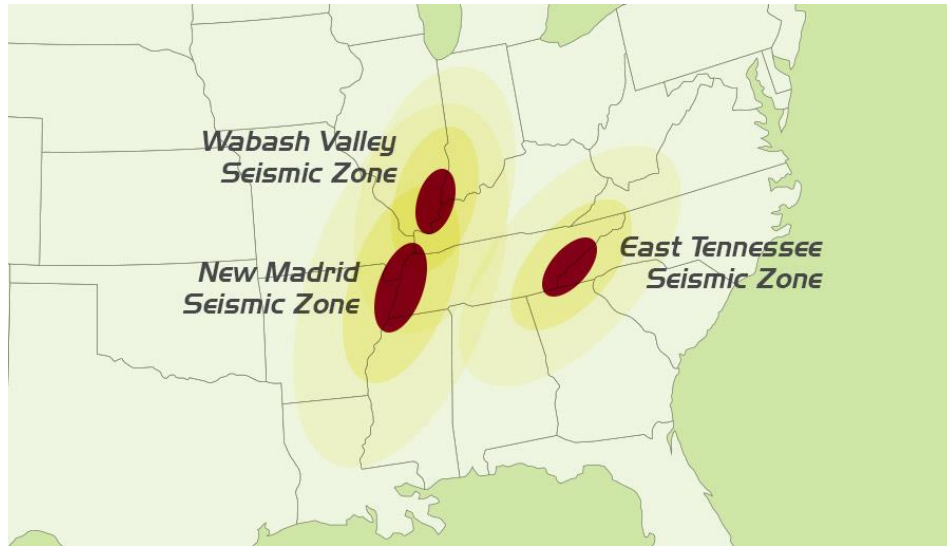 Wabash Valley
Seismic Zone
New Madrid
Seismic Zone
East Tennessee
Seismic Zone